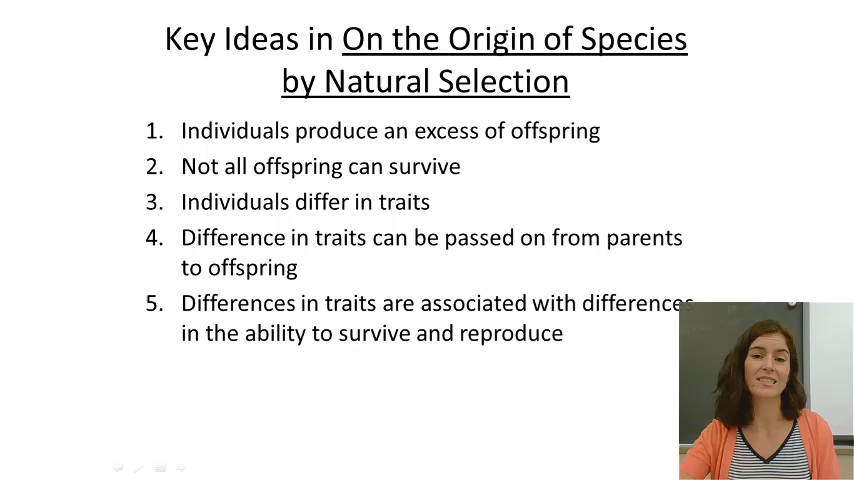 Key Ideas in On the Origin of Species
by Natural Selection
1. Individuals produce an excess of offspring
2. Not all offspring can survive
3. Individuals differ in traits
4. Difference in traits can be passed on from parents
to offspring
5. Differences in traits are associated with differences
in the ability to survive and reproduce